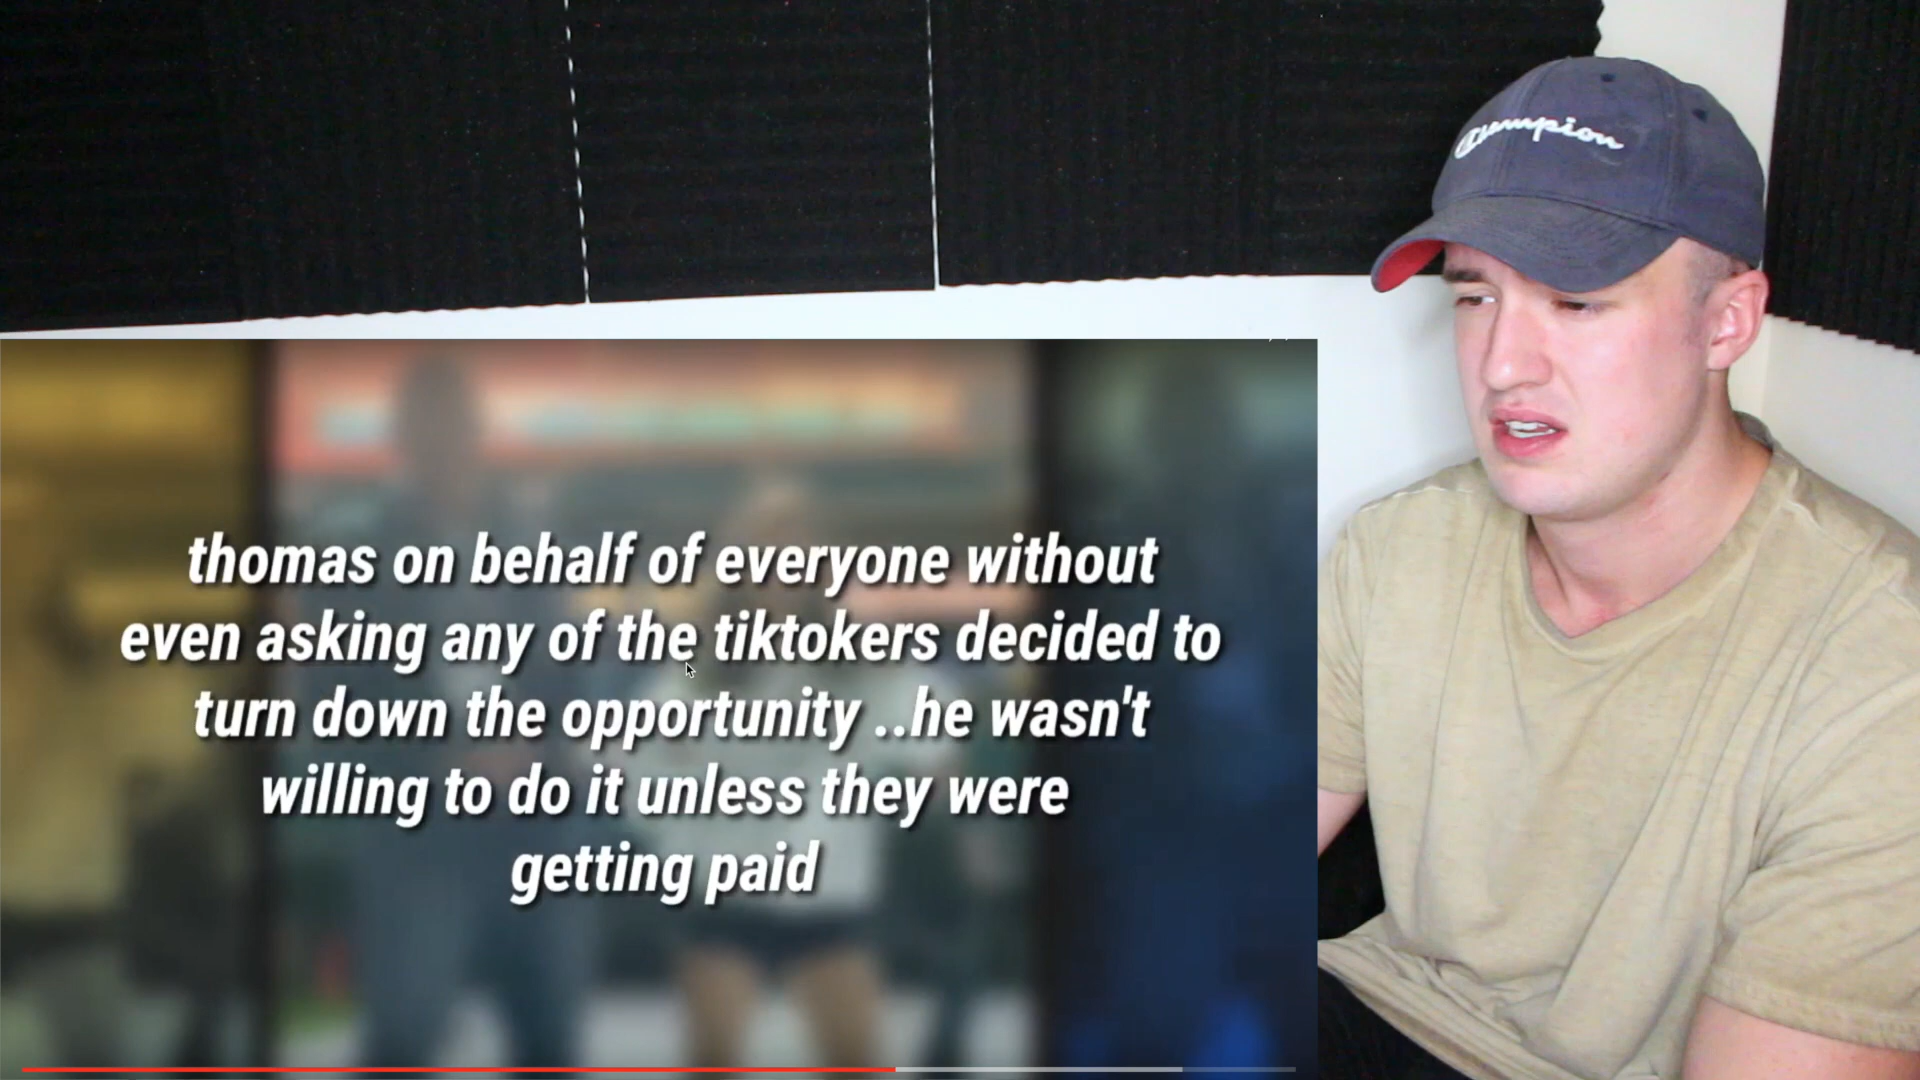 Champion
thomas on behalf of everyone without
even asking any of the tiktokers decided to
turn down the opportunity ..he wasn't
willing to do it unless they were
getting paid